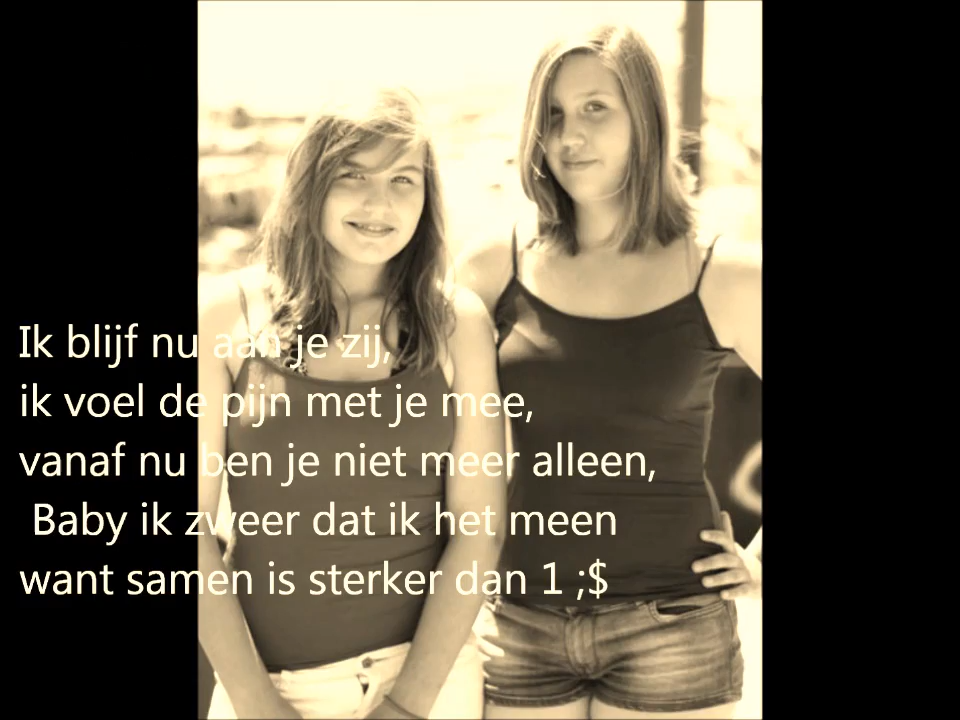 Ik blijf nu aan je zij,
ik voel de pijn met je mee,
vanaf nu ben je niet meer alleen,
Baby ik zweer dat ik het meen
want samen is sterker dan 1 ;$